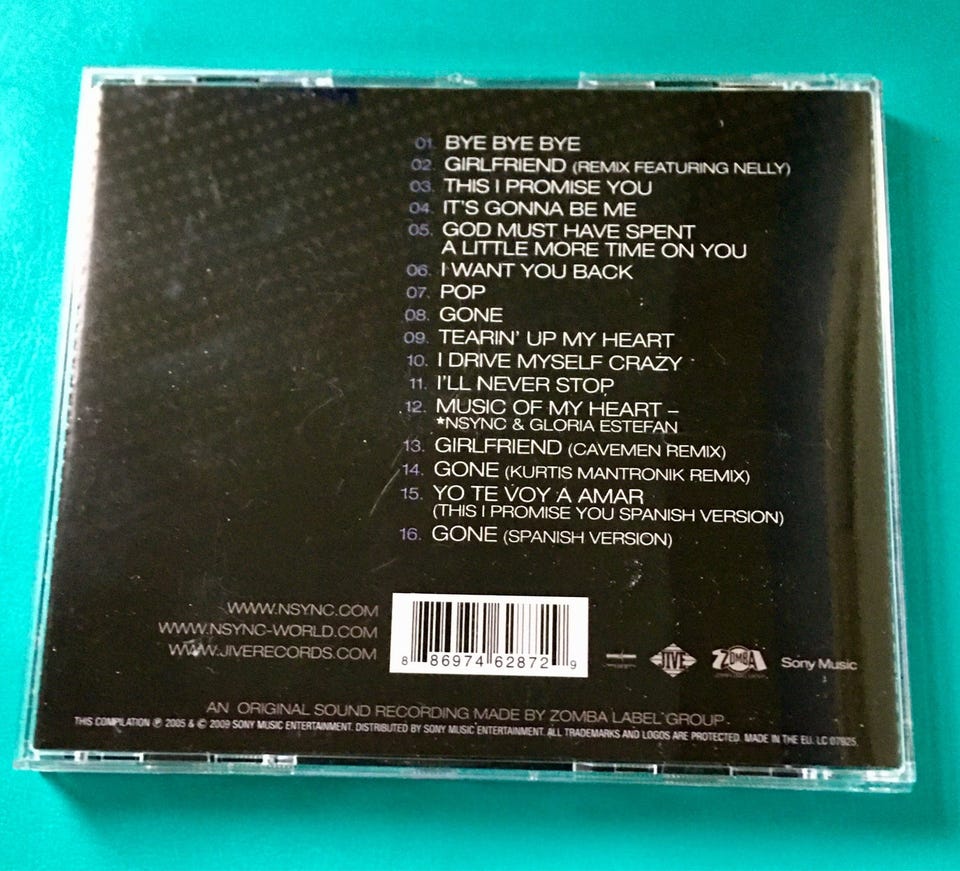 01. BYE BYE BYE
02. GIRLFRIEND (REMIX FEATURING NELLY)
03. THIS I PROMISE YOU
04. IT'S GONNA BE ME
05. GOD MUST HAVE SPENT
A LITTLE MORE TIME ON YOU
06. I WANT YOU BACK
07. POP
08. GONE
09. TEARIN' UP MY HEART
10. I DRIVE MYSELF CRAZY
11. I'LL NEVER STOP
12. MUSIC OF MY HEART –
*NSYNC & GLORIA ESTEFAN
13. GIRLFRIEND (CAVEMEN REMIX)
14. GONE (KURTIS MANTRONIK REMIX)
15. YO TE VOY A AMAR
(THIS I PROMISE YOU SPANISH VERSION)
16. GONE (SPANISH VERSION)
WWW.NSYNC.COM
WWW.NSYNC-WORLD.COM
WWW.JIVERECORDS.COM
8 86974 62872 9
JIVE
ZOMBA
Sony Music
AN ORIGINAL SOUND RECORDING MADE BY ZOMBA LABEL GROUP.
THIS COMPILATION ℗ 2005 & © 2009 SONY MUSIC ENTERTAINMENT. DISTRIBUTED BY SONY MUSIC ENTERTAINMENT. ALL TRADEMARKS AND LOGOS ARE PROTECTED. MADE IN THE EU. LC 07925.